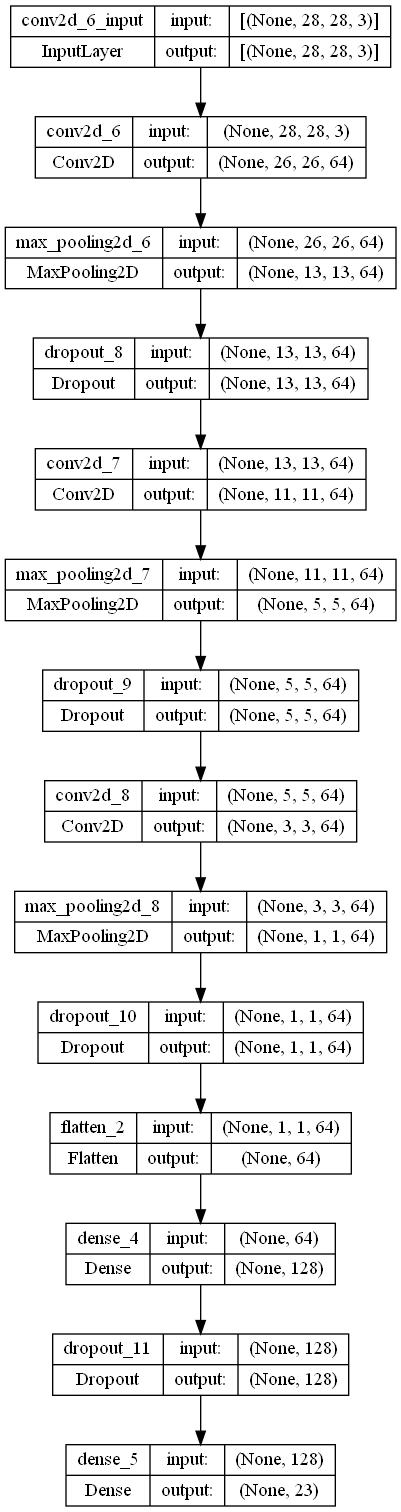 conv2d_6_input input: [(None, 28, 28, 3)]
InputLayer output: [(None, 28, 28, 3)]
conv2d_6 input: (None, 28, 28, 3)
Conv2D output: (None, 26, 26, 64)
max_pooling2d_6 input: (None, 26, 26, 64)
MaxPooling2D output: (None, 13, 13, 64)
dropout_8 input: (None, 13, 13, 64)
Dropout output: (None, 13, 13, 64)
conv2d_7 input: (None, 13, 13, 64)
Conv2D output: (None, 11, 11, 64)
max_pooling2d_7 input: (None, 11, 11, 64)
MaxPooling2D output: (None, 5, 5, 64)
dropout_9 input: (None, 5, 5, 64)
Dropout output: (None, 5, 5, 64)
conv2d_8 input: (None, 5, 5, 64)
Conv2D output: (None, 3, 3, 64)
max_pooling2d_8 input: (None, 3, 3, 64)
MaxPooling2D output: (None, 1, 1, 64)
dropout_10 input: (None, 1, 1, 64)
Dropout output: (None, 1, 1, 64)
flatten_2 input: (None, 1, 1, 64)
Flatten output: (None, 64)
dense_4 input: (None, 64)
Dense output: (None, 128)
dropout_11 input: (None, 128)
Dropout output: (None, 128)
dense_5 input: (None, 128)
Dense output: (None, 23)